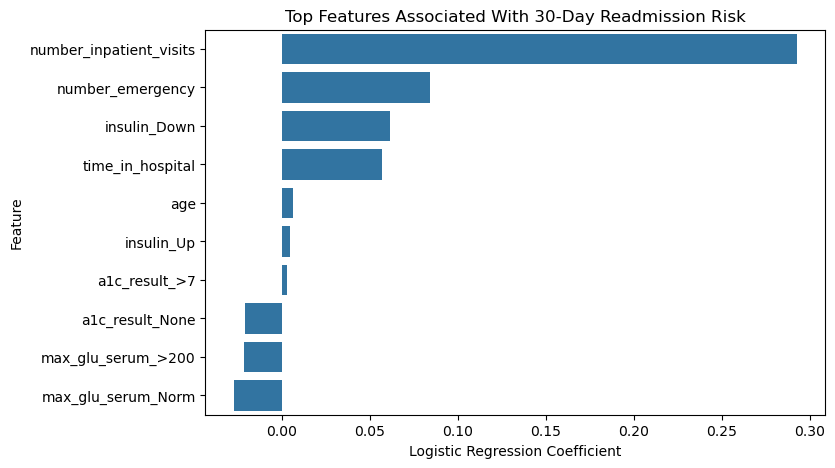 Top Features Associated With 30-Day Readmission Risk
number_inpatient_visits
number_emergency
insulin_Down
time_in_hospital
age
insulin_Up
a1c_result_>7
a1c_result_None
max_glu_serum_>200
max_glu_serum_Norm
Feature
0.00 0.05 0.10 0.15 0.20 0.25 0.30
Logistic Regression Coefficient